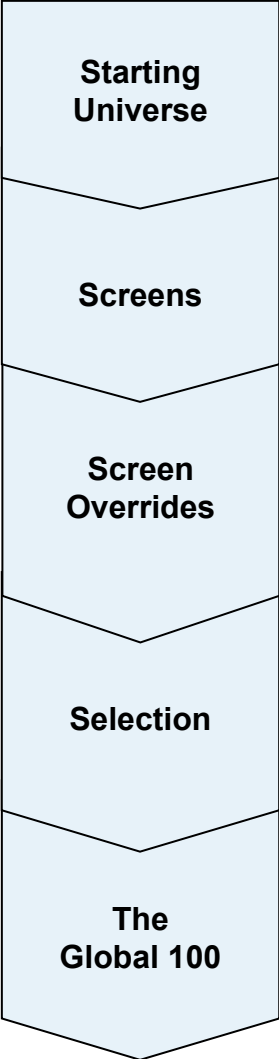 Starting
Universe
Screens
Screen
Overrides
Selection
The
Global 100